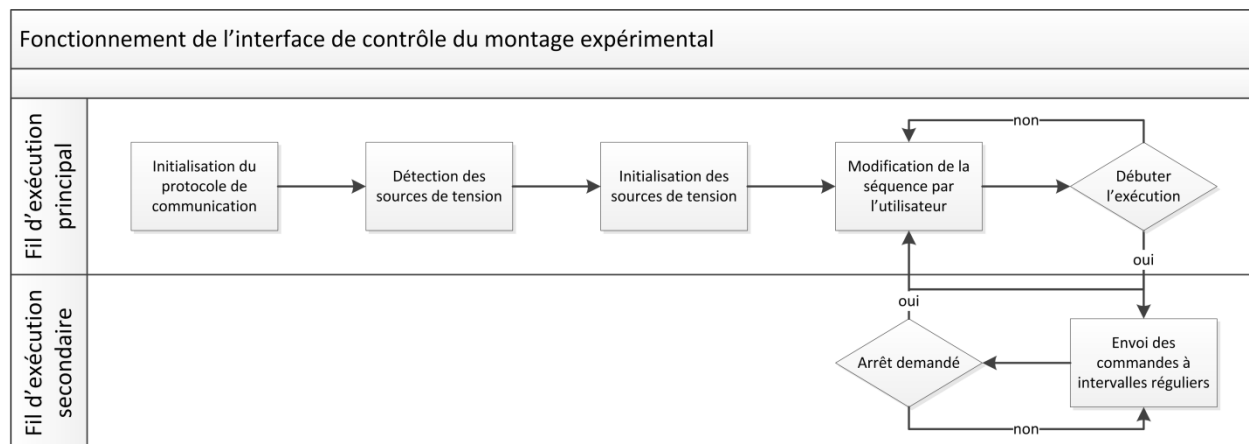 Fonctionnement de l'interface de contrôle du montage expérimental
Fil d'exécution
principal
Initialisation du
protocole de
communication
Détection des
sources de tension
Initialisation des
sources de tension
Modification de la
séquence par
l'utilisateur
non
Débuter
l'exécution
oui
Fil d'exécution
secondaire
oui
Arrêt demandé
Envoi des
commandes à
intervalles réguliers
non